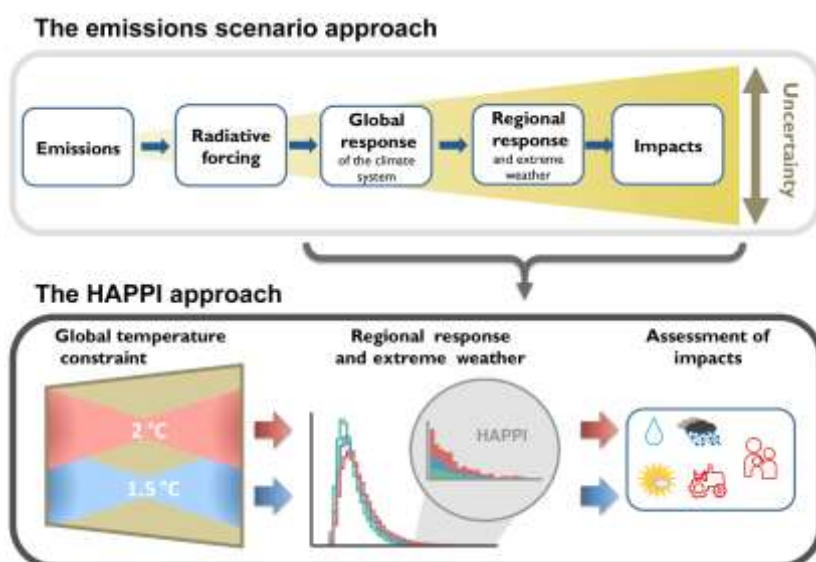 The emissions scenario approach
Emissions
Radiative
forcing
Global
response
of the climate
system
Regional
response
and extreme
weather
Impacts
Uncertainty
The HAPPI approach
Global temperature
constraint
2 °C
1.5 °C
Regional response
and extreme weather
HAPPI
Assessment of
impacts